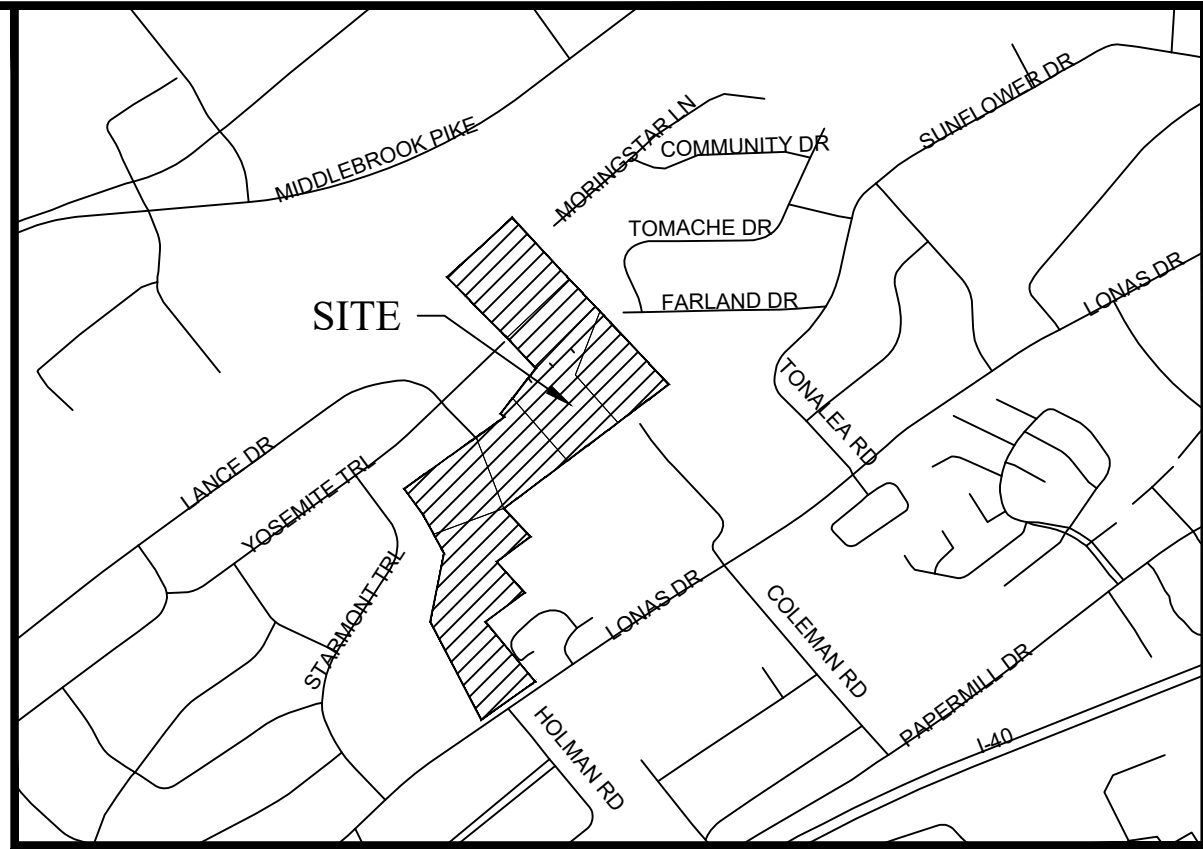 MIDDLEBROOK PIKE
MORINGSTAR LN
COMMUNITY DR
SUNFLOWER DR
TOMACHE DR
FARLAND DR
LONAS DR
SITE
TONALEA RD
LANCE DR
YOSEMITE TRL
STARMONT TRL
LONAS DR
COLEMAN RD
PAPERMILL DR
HOLMAN RD
I-40